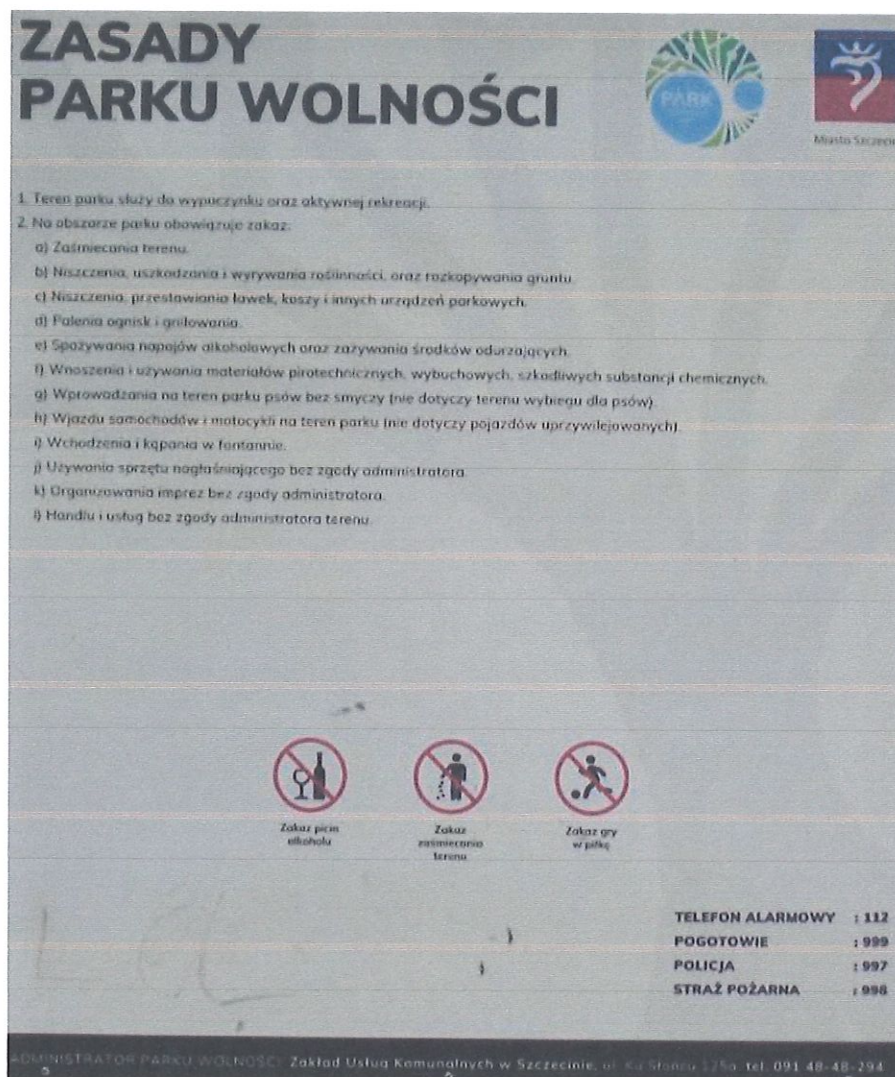 ZASADY
PARKU WOLNOŚCI
PARK
Miasto Szczecin
1. Teren parku służy do wypoczynku oraz aktywnej rekreacji.
2. Na obszarze parku obowiązuje zakaz:
a) Zaśmiecania terenu.
b) Niszczenia, uszkadzania i wyrywania roślinności, oraz rozkopywania gruntu.
c) Niszczenia, przestawiania ławek, koszy i innych urządzeń parkowych.
d) Palenia ognisk i grillowania.
e) Spożywania napojów alkoholowych oraz zażywania środków odurzających.
f) Wnoszenia i używania materiałów pirotechnicznych, wybuchowych, szkodliwych substancji chemicznych.
g) Wprowadzania na teren parku psów bez smyczy (nie dotyczy terenu wybiegu dla psów).
h) Wjazdu samochodów i motocykli na teren parku (nie dotyczy pojazdów uprzywilejowanych).
i) Wchodzenia i kąpania w fontannie.
j) Używania sprzętu nagłaśniającego bez zgody administratora.
k) Organizowania imprez bez zgody administratora.
l) Handlu i usług bez zgody administratora terenu.
Zakaz picia
alkoholu
Zakaz
zaśmiecania
terenu
Zakaz gry
w piłkę
TELEFON ALARMOWY : 112
POGOTOWIE : 999
POLICJA : 997
STRAŻ POŻARNA : 998
ADMINISTRATOR PARKU WOLNOŚCI: Zakład Usług Komunalnych w Szczecinie, ul. Ku Słońcu 125a, tel. 091 48-48-294